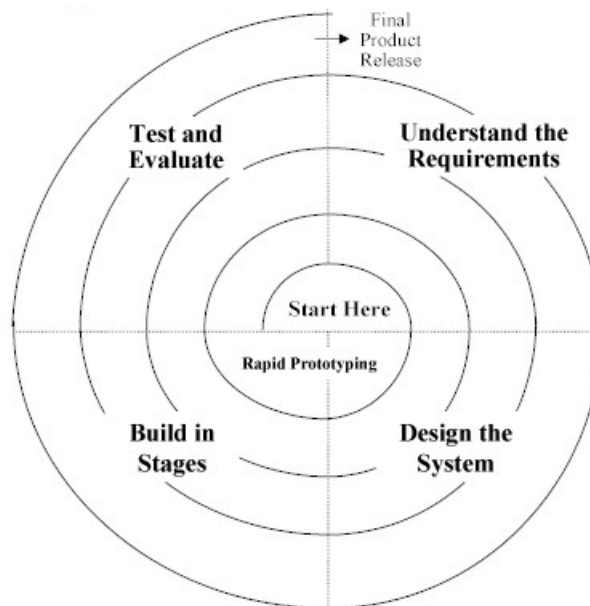 Final
Product
Release
Test and
Evaluate
Understand the
Requirements
Start Here
Rapid Prototyping
Build in
Stages
Design the
System